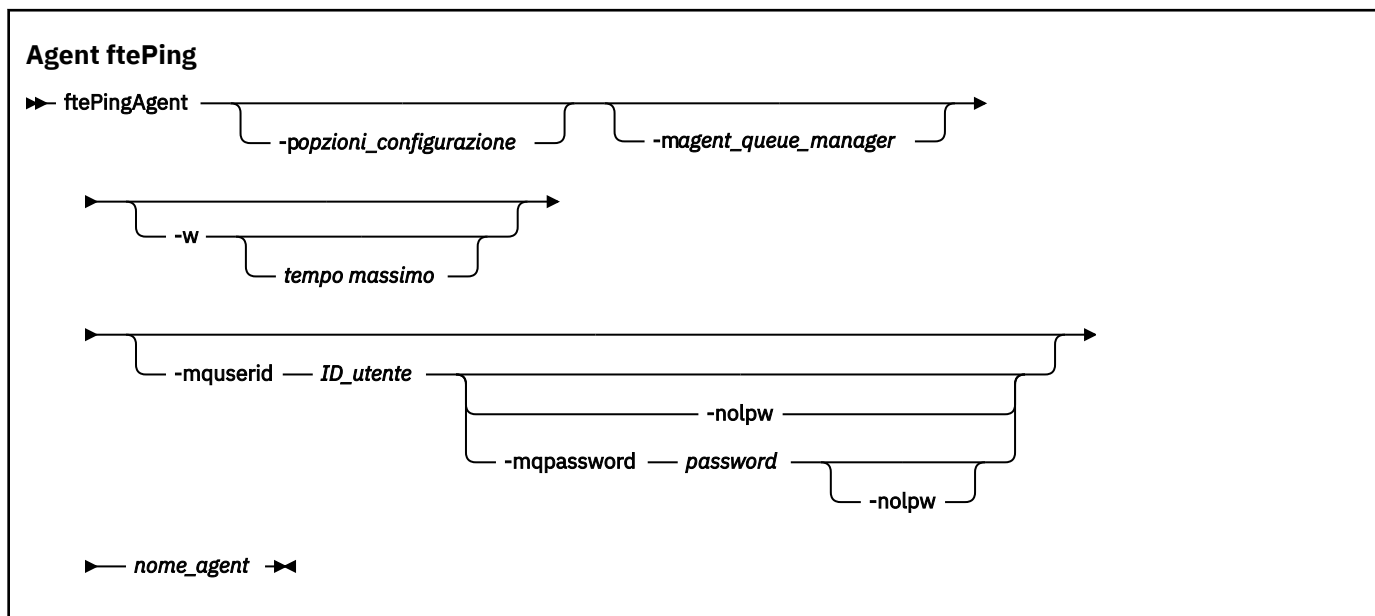 Agent ftePing
ftePingAgent
-popzioni_configurazione -magent_queue_manager
-w
tempo massimo
-mquserid ID_utente
-nolpw
-mqpassword password
-nolpw
nome_agent